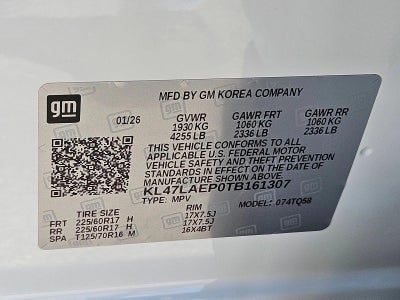 gm
MFD BY GM KOREA COMPANY
01/26 GVWR GAWR FRT GAWR RR
1930 KG 1060 KG 1060 KG
4255 LB 2336 LB 2336 LB
THIS VEHICLE CONFORMS TO ALL
APPLICABLE U.S. FEDERAL MOTOR
VEHICLE SAFETY AND THEFT PREVENTION
STANDARDS IN EFFECT ON THE DATE OF
MANUFACTURE SHOWN ABOVE.
KL47LAEP0TB161307
TYPE: MPV MODEL: 074TQ58
TIRE SIZE RIM
FRT 225/60R17 H 17X7.5J
RR 225/60R17 H 17X7.5J
SPA T125/70R16 M 16X4BT